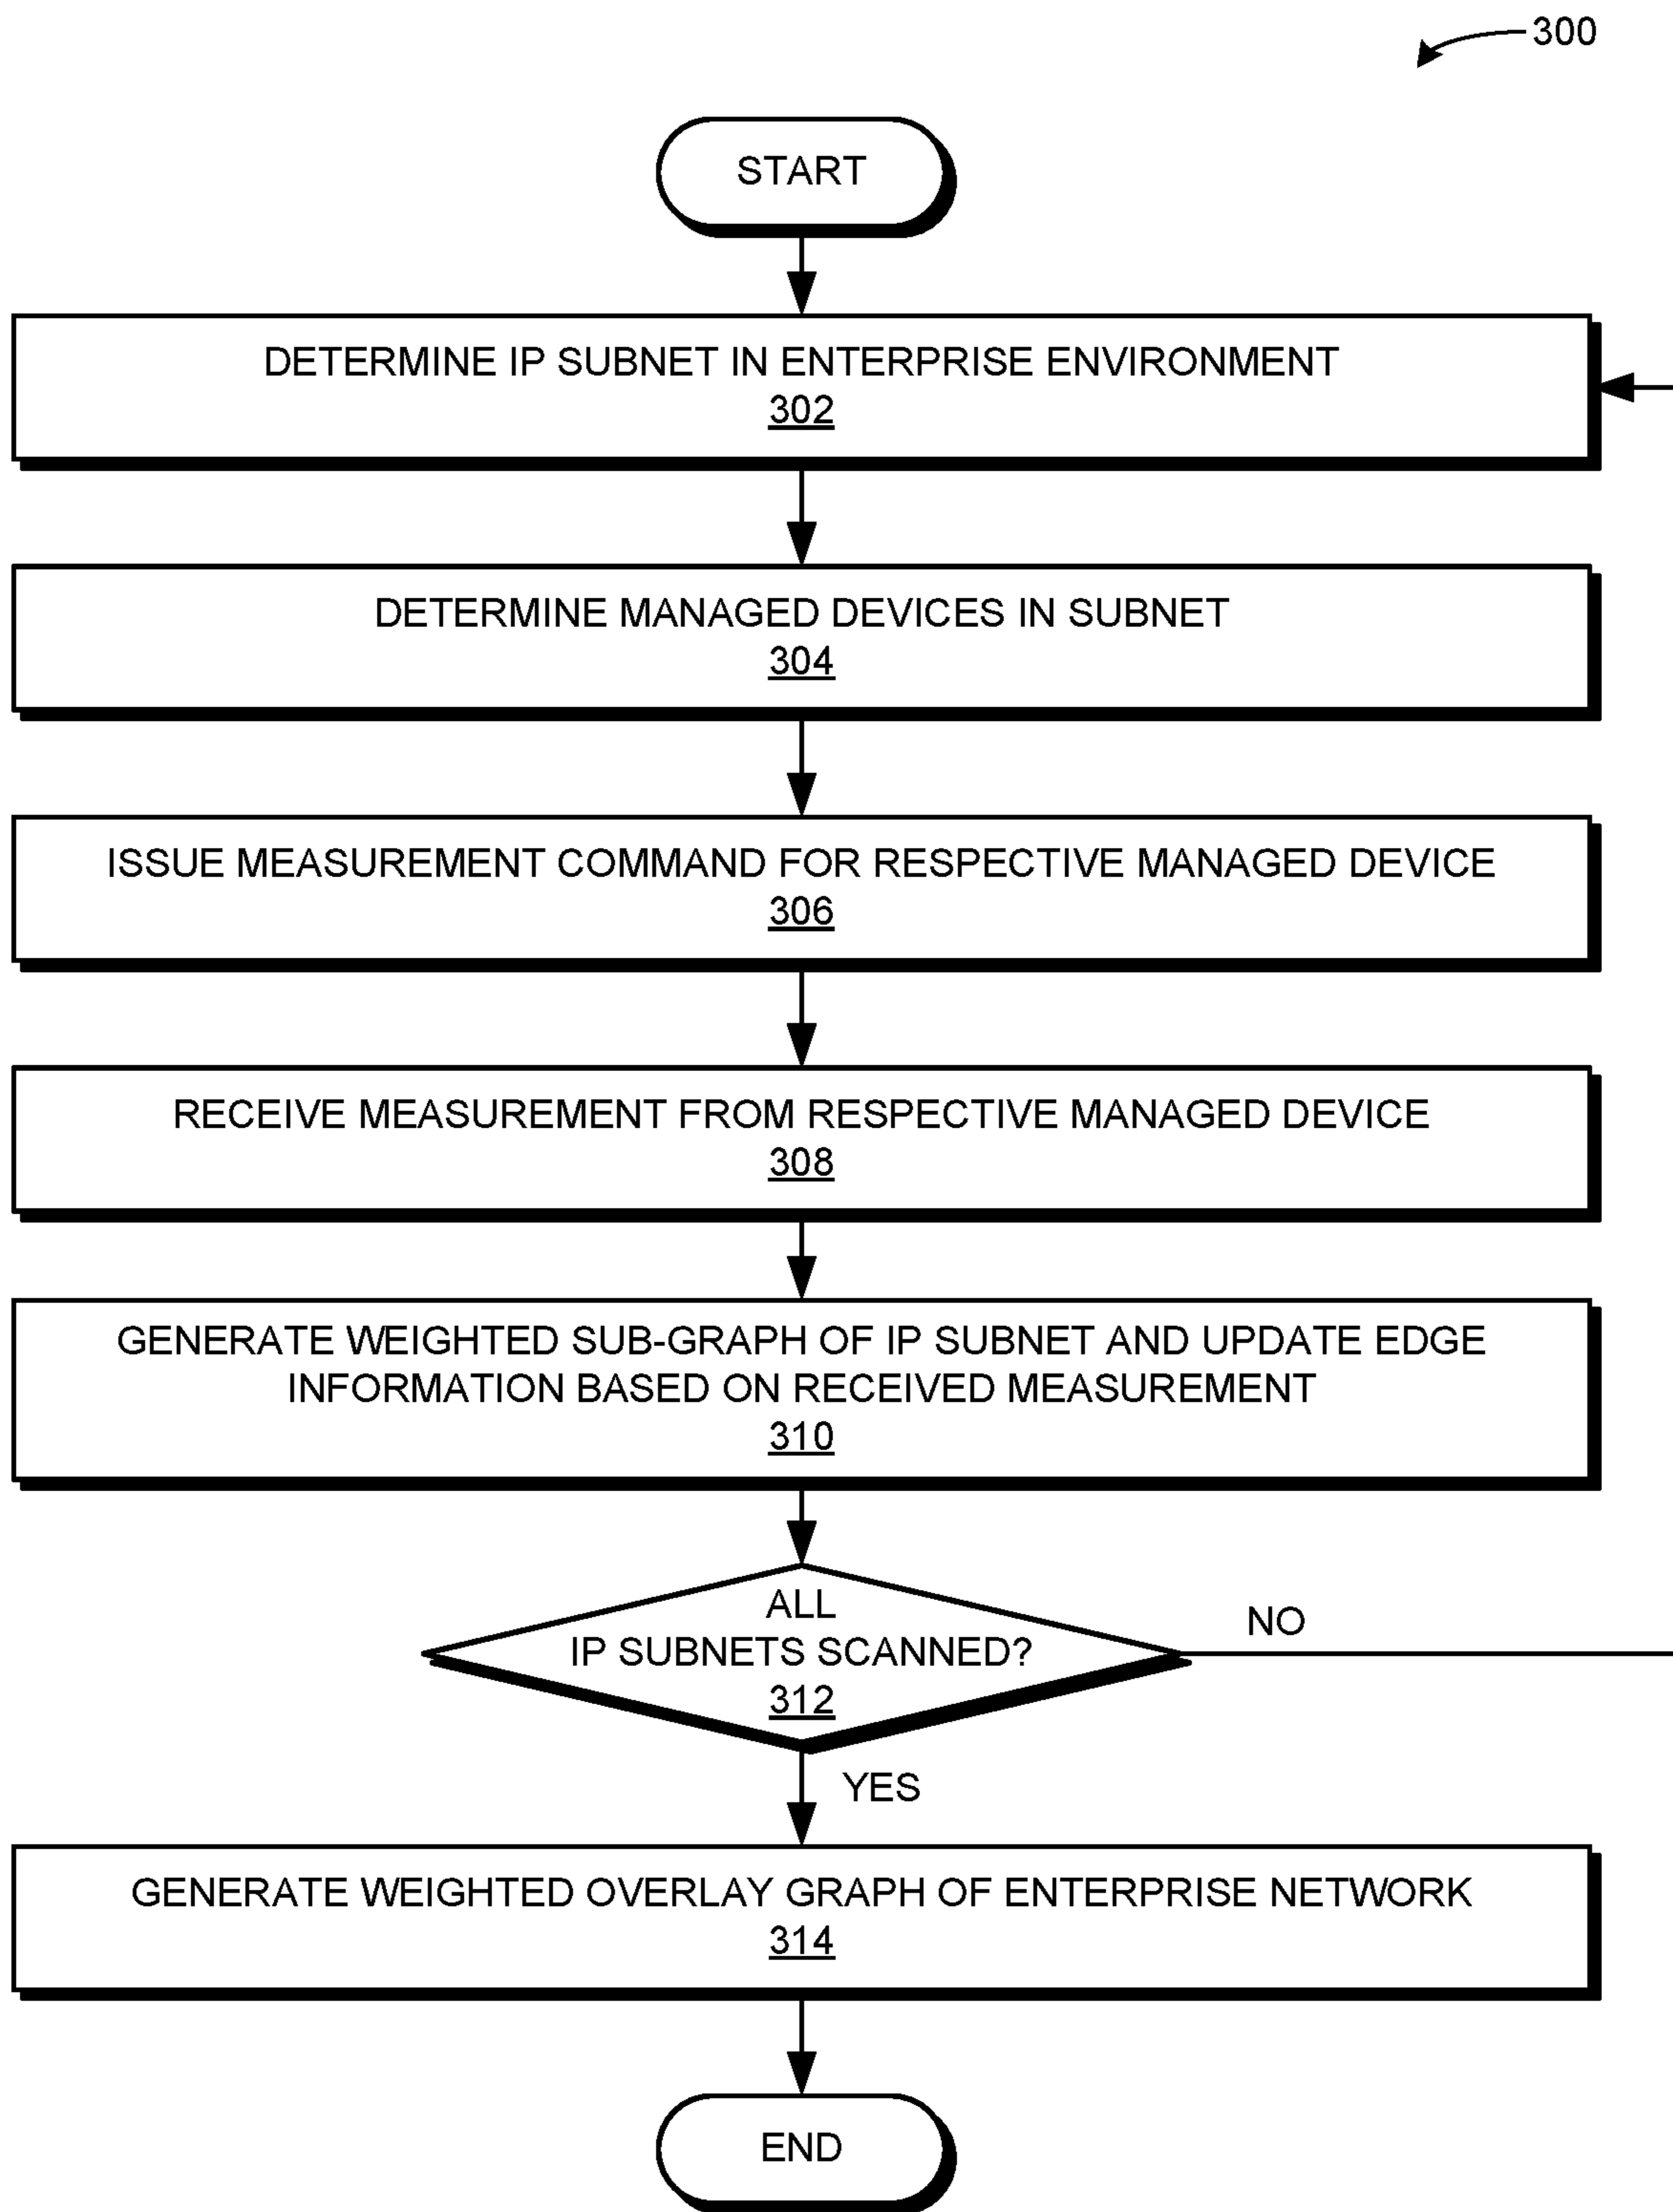 300
START
DETERMINE IP SUBNET IN ENTERPRISE ENVIRONMENT
302
DETERMINE MANAGED DEVICES IN SUBNET
304
ISSUE MEASUREMENT COMMAND FOR RESPECTIVE MANAGED DEVICE
306
RECEIVE MEASUREMENT FROM RESPECTIVE MANAGED DEVICE
308
GENERATE WEIGHTED SUB-GRAPH OF IP SUBNET AND UPDATE EDGE
INFORMATION BASED ON RECEIVED MEASUREMENT
310
ALL
IP SUBNETS SCANNED?
312
NO
YES
GENERATE WEIGHTED OVERLAY GRAPH OF ENTERPRISE NETWORK
314
END